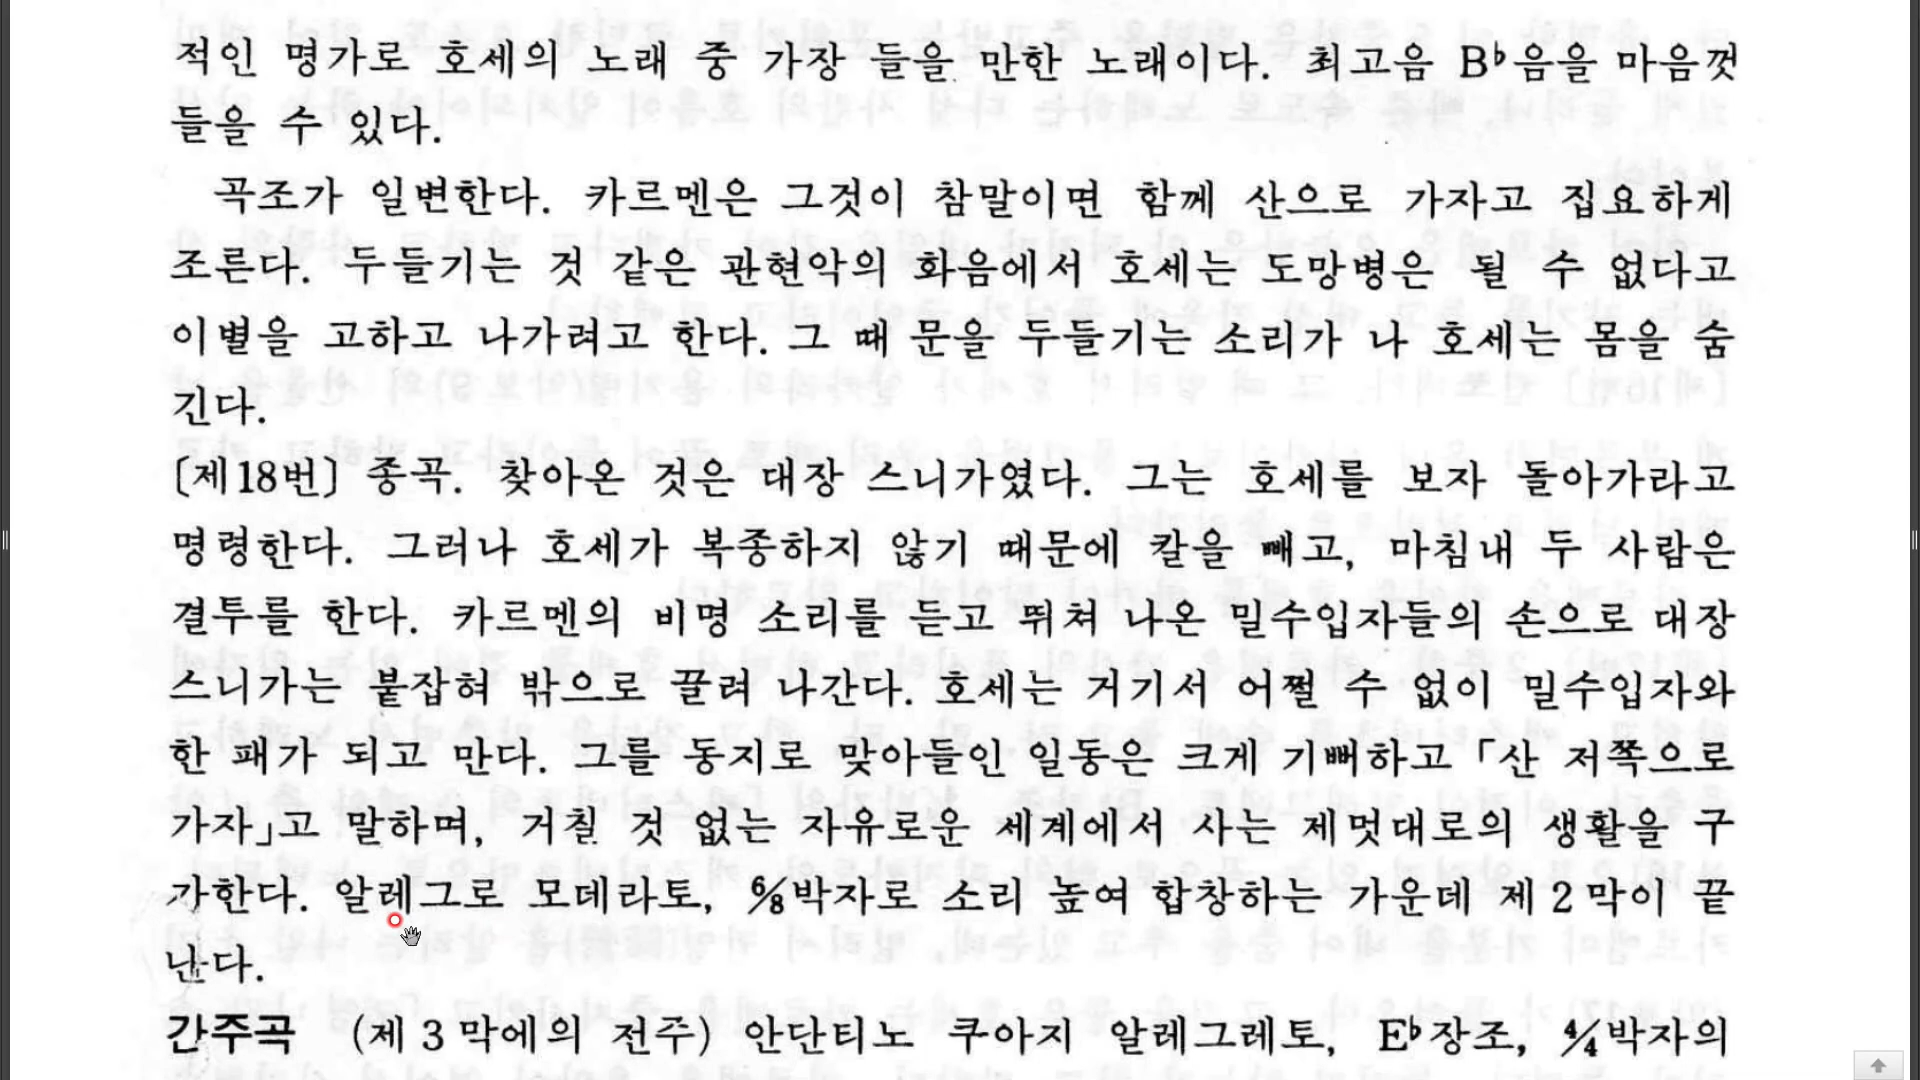 적인 명가로 호세의 노래 중 가장 들을 만한 노래이다. 최고음 B♭음을 마음껏
들을 수 있다.
곡조가 일변한다. 카르멘은 그것이 참말이면 함께 산으로 가자고 집요하게
조른다. 두들기는 것 같은 관현악의 화음에서 호세는 도망병은 될 수 없다고
이별을 고하고 나가려고 한다. 그 때 문을 두들기는 소리가 나 호세는 몸을 숨
긴다.
〔제18번〕 종곡. 찾아온 것은 대장 스니가였다. 그는 호세를 보자 돌아가라고
명령한다. 그러나 호세가 복종하지 않기 때문에 칼을 빼고, 마침내 두 사람은
결투를 한다. 카르멘의 비명 소리를 듣고 뛰쳐 나온 밀수입자들의 손으로 대장
스니가는 붙잡혀 밖으로 끌려 나간다. 호세는 거기서 어쩔 수 없이 밀수입자와
한 패가 되고 만다. 그를 동지로 맞아들인 일동은 크게 기뻐하고 「산 저쪽으로
가자」고 말하며, 거칠 것 없는 자유로운 세계에서 사는 제멋대로의 생활을 구
가한다. 알레그로 모데라토, 6/8박자로 소리 높여 합창하는 가운데 제 2 막이 끝
난다.
간주곡 (제 3 막에의 전주) 안단티노 쿠아지 알레그레토, E♭장조, 4/4박자의